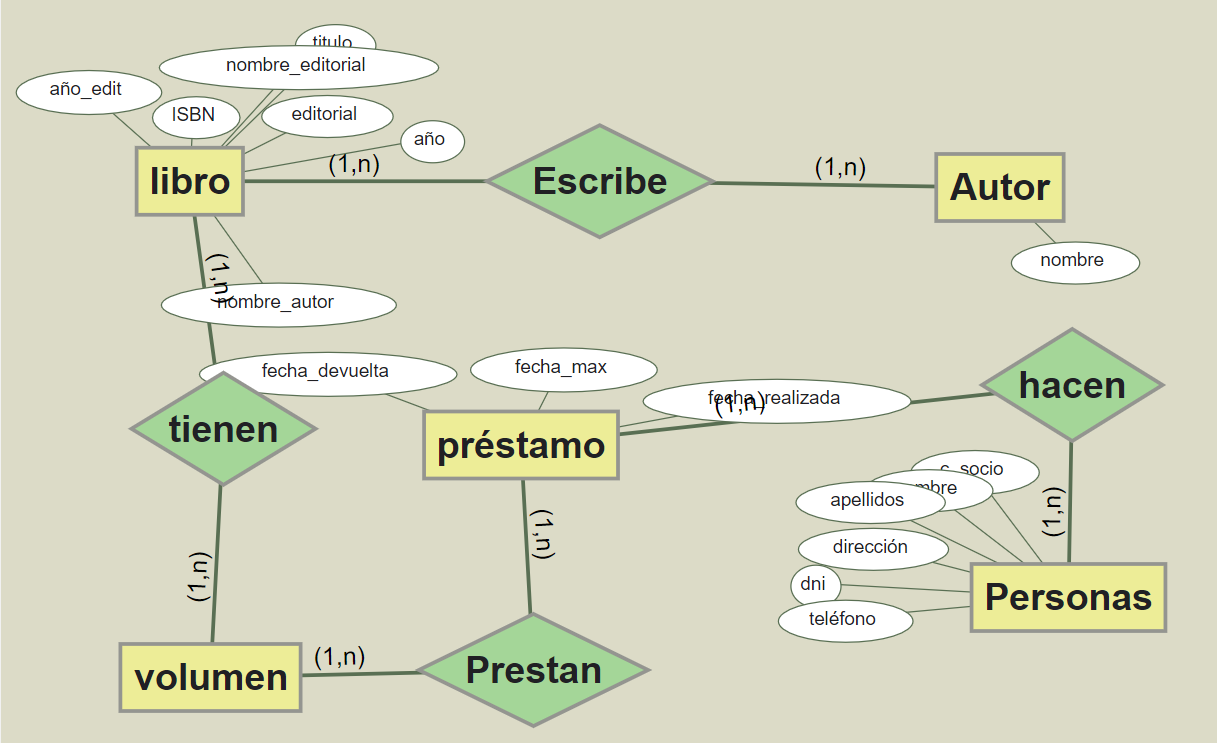 titulo
nombre_editorial
año_edit
ISBN
editorial
año
libro
(1,n)
Escribe
(1,n)
Autor
nombre
(1,n)
nombre_autor
fecha_devuelta
fecha_max
fecha_realizada
(1,n)
hacen
tienen
préstamo
c_socio
mbre
apellidos
(1,n)
(1,n)
dirección
(1,n)
dni
Personas
teléfono
volumen
(1,n)
Prestan